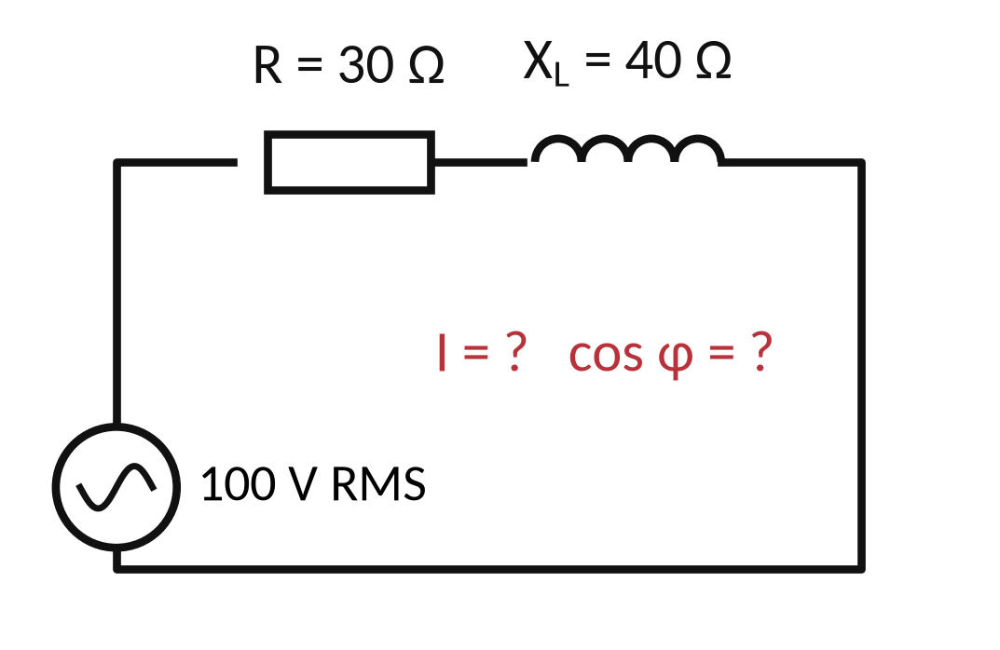 R = 30 Ω X_L = 40 Ω
I = ? cos φ = ?
100 V RMS